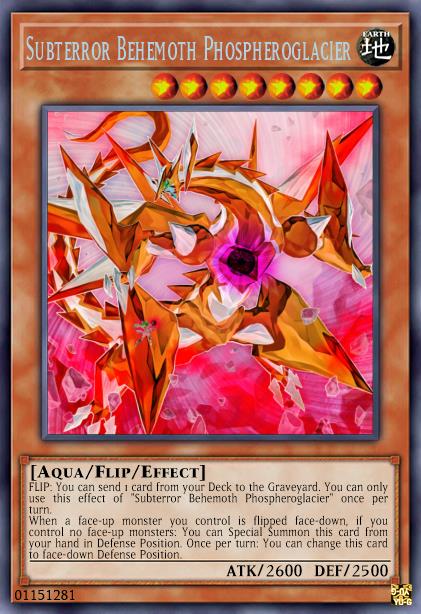 Subterror Behemoth Phospheroglacier
EARTH
地
[Aqua/Flip/Effect]
FLIP: You can send 1 card from your Deck to the Graveyard. You can only
use this effect of "Subterror Behemoth Phospheroglacier" once per
turn.
When a face-up monster you control is flipped face-down, if you
control no face-up monsters: You can Special Summon this card from
your hand in Defense Position. Once per turn: You can change this card
to face-down Defense Position.
ATK/2600 DEF/2500
01151281